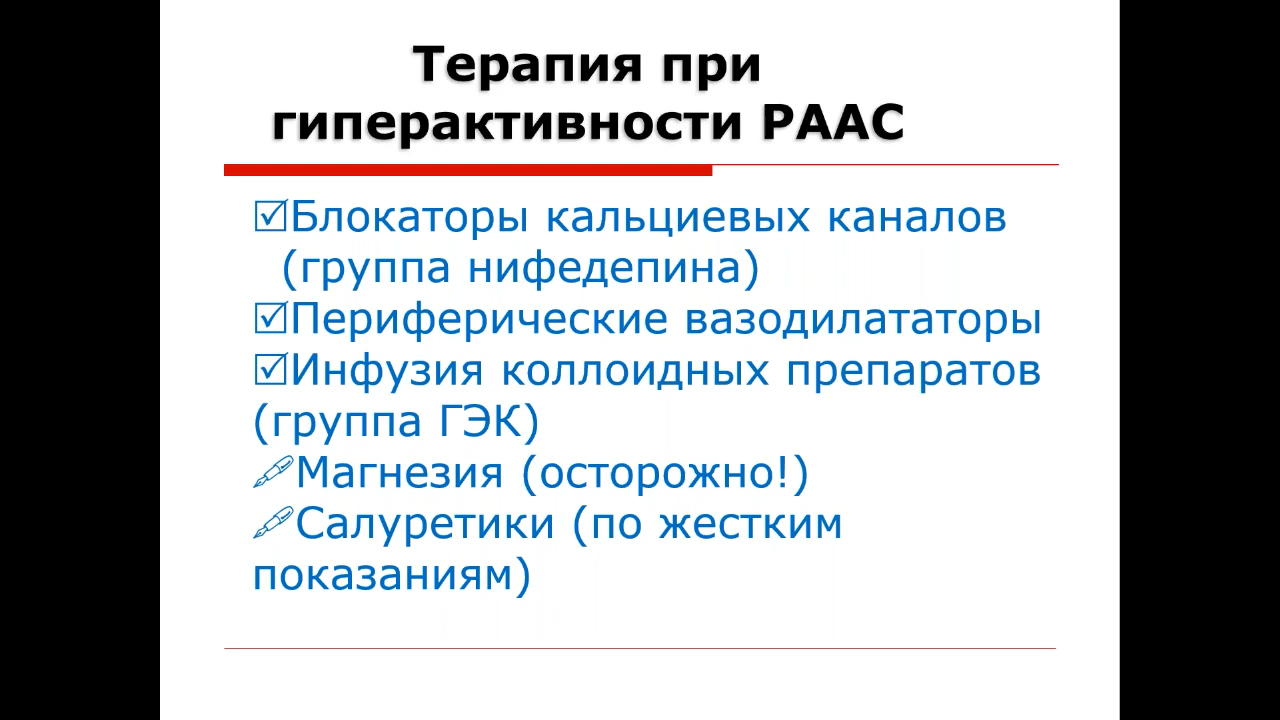 Терапия при
гиперактивности РААС
☑Блокаторы кальциевых каналов
(группа нифедепина)
☑Периферические вазодилататоры
☑Инфузия коллоидных препаратов
(группа ГЭК)
🖋Магнезия (осторожно!)
🖋Салуретики (по жестким
показаниям)